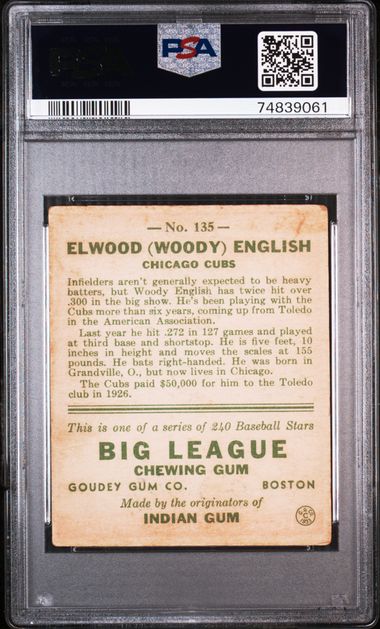 PSA
74839061
— No. 135 —
ELWOOD (WOODY) ENGLISH
CHICAGO CUBS
Infielders aren't generally expected to be heavy
batters, but Woody English has twice hit over
.300 in the big show. He's been playing with the
Cubs more than six years, coming up from Toledo
in the American Association.
Last year he hit .272 in 127 games and played
at third base and shortstop. He is five feet, 10
inches in height and moves the scales at 155
pounds. He bats right-handed. He was born in
Grandville, O., but now lives in Chicago.
The Cubs paid $50,000 for him to the Toledo
club in 1926.
This is one of a series of 240 Baseball Stars
BIG LEAGUE
CHEWING GUM
GOUDEY GUM CO. BOSTON
Made by the originators of
INDIAN GUM